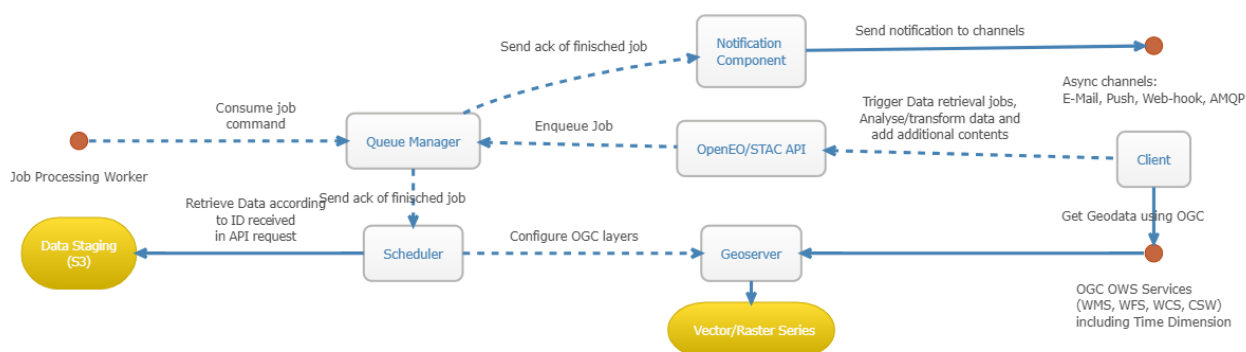 Send ack of finisched job
Notification
Component
Send notification to channels
Async channels:
E-Mail, Push, Web-hook, AMQP
Consume job
command
Trigger Data retrieval jobs,
Analyse/transform data and
add additional contents
Enqueue Job
Queue Manager
OpenEO/STAC API
Client
Job Processing Worker
Send ack of finisched job
Retrieve Data according
to ID received
in API request
Get Geodata using OGC
Data Staging
(S3)
Scheduler
Configure OGC layers
Geoserver
OGC OWS Services
(WMS, WFS, WCS, CSW)
including Time Dimension
Vector/Raster Series